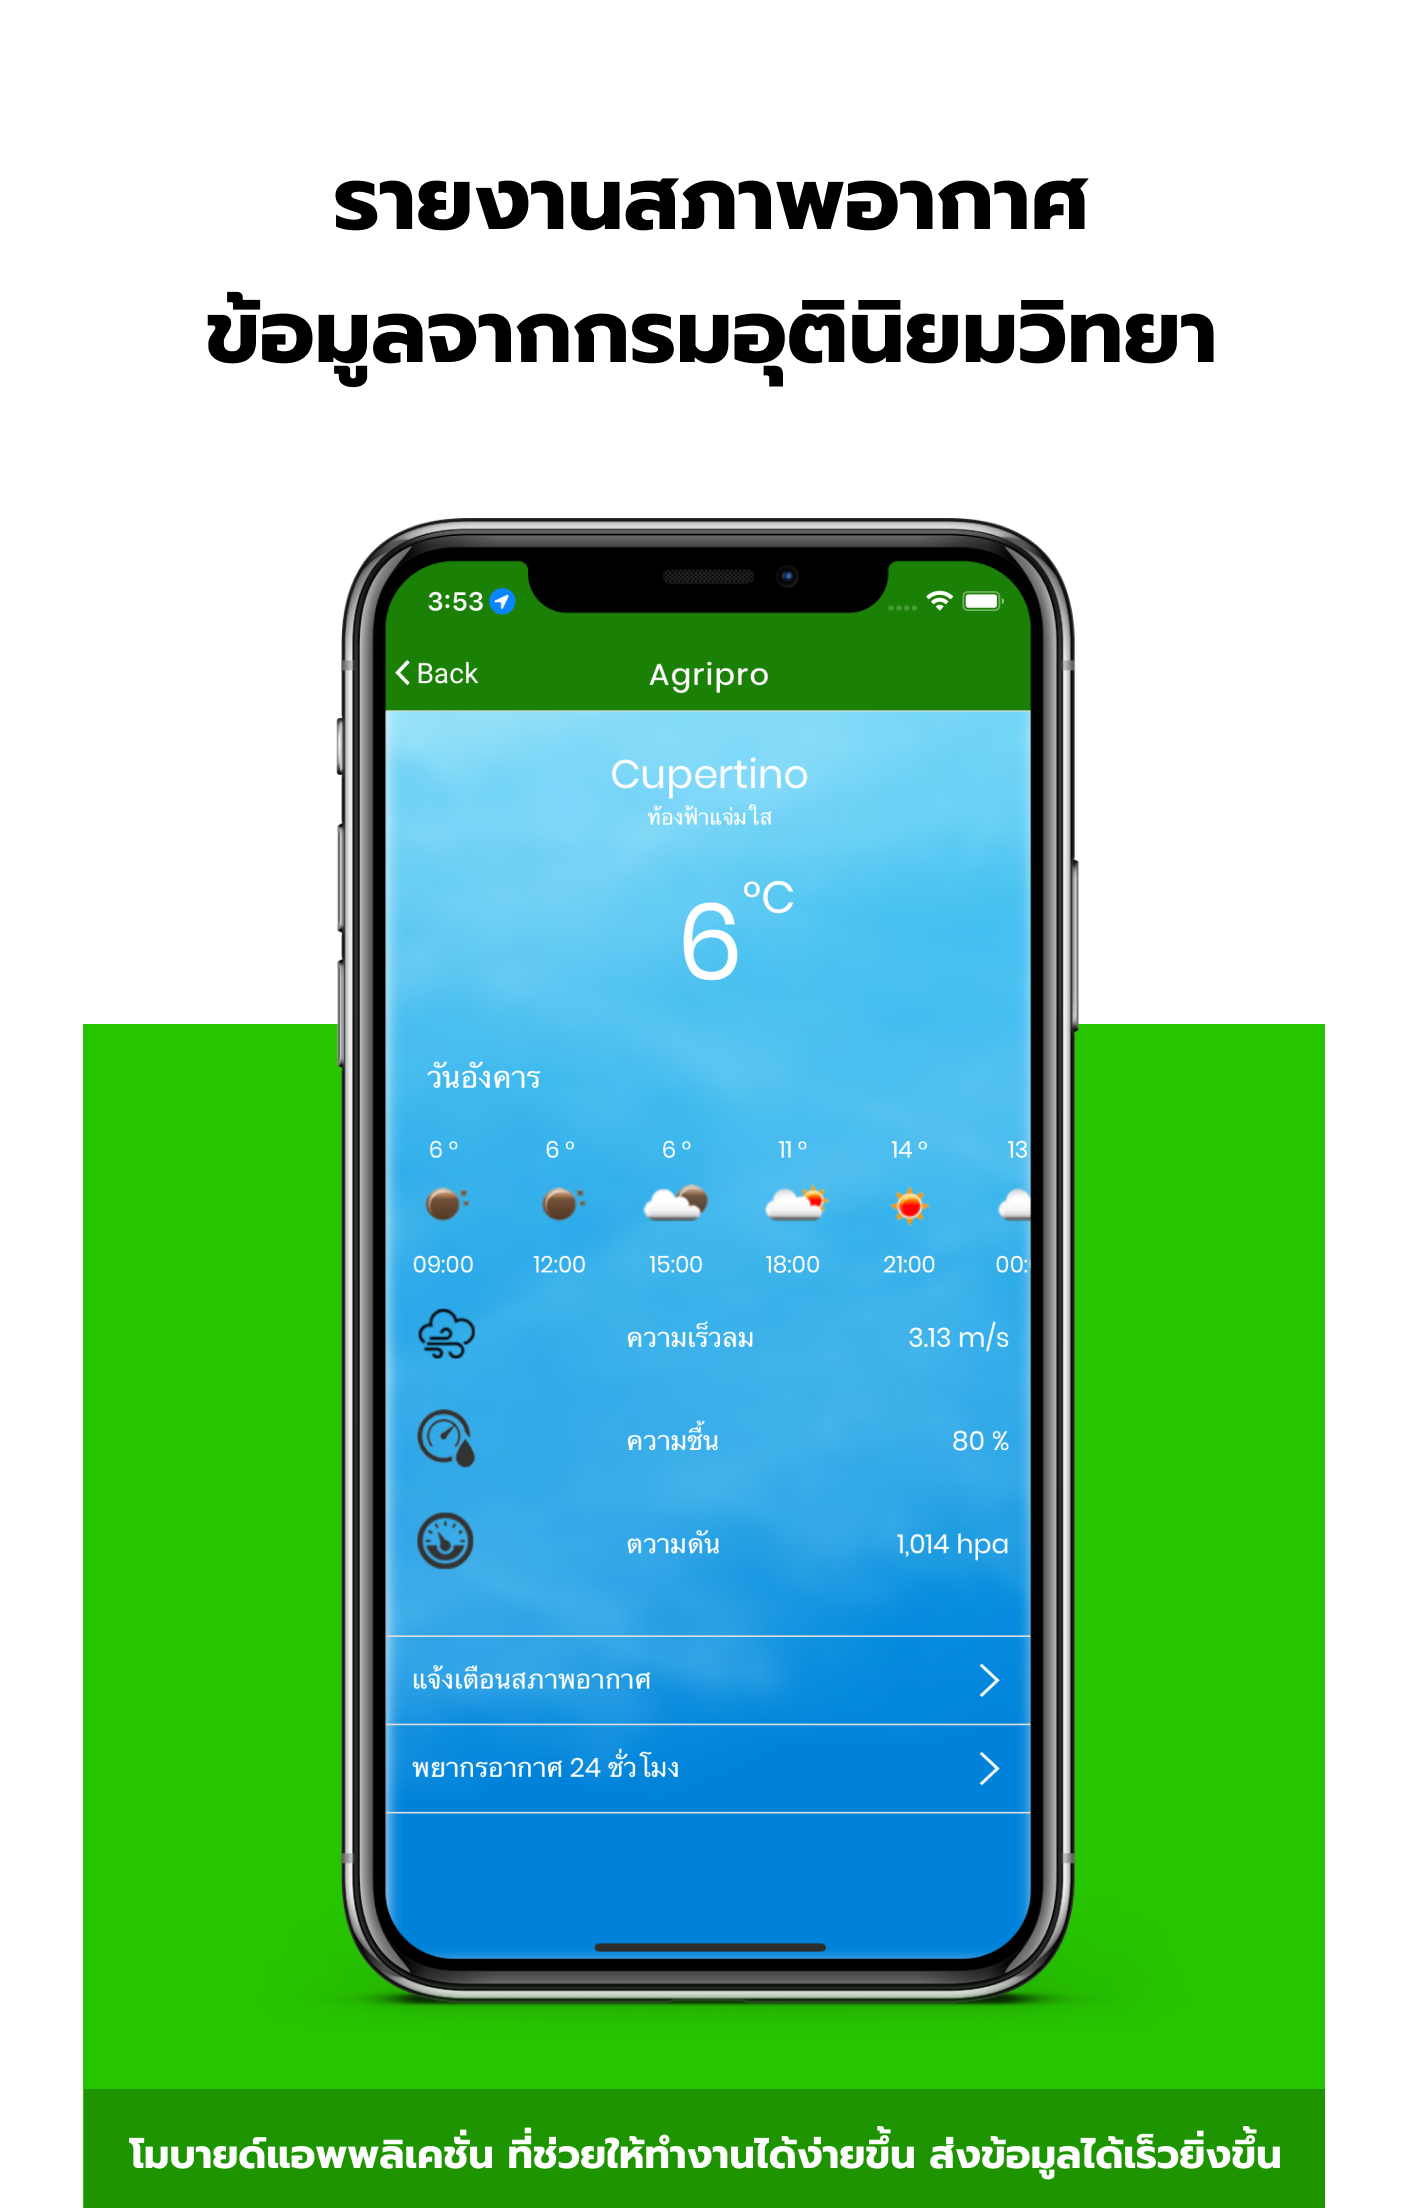 รายงานสภาพอากาศ
ข้อมูลจากกรมอุตินิยมวิทยา
3:53
Back
Agripro
Cupertino
ท้องฟ้าแจ่มใส
6 °C
วันอังคาร
6 ° 6 ° 6 ° 11 ° 14 ° 13
09:00 12:00 15:00 18:00 21:00 00:
ความเร็วลม 3.13 m/s
ความชื้น 80 %
ตวามดัน 1,014 hpa
แจ้งเตือนสภาพอากาศ
พยากรอากาศ 24 ชั่วโมง
โมบายด์แอพพลิเคชั่น ที่ช่วยให้ทำงานได้ง่ายขึ้น ส่งข้อมูลได้เร็วยิ่งขึ้น